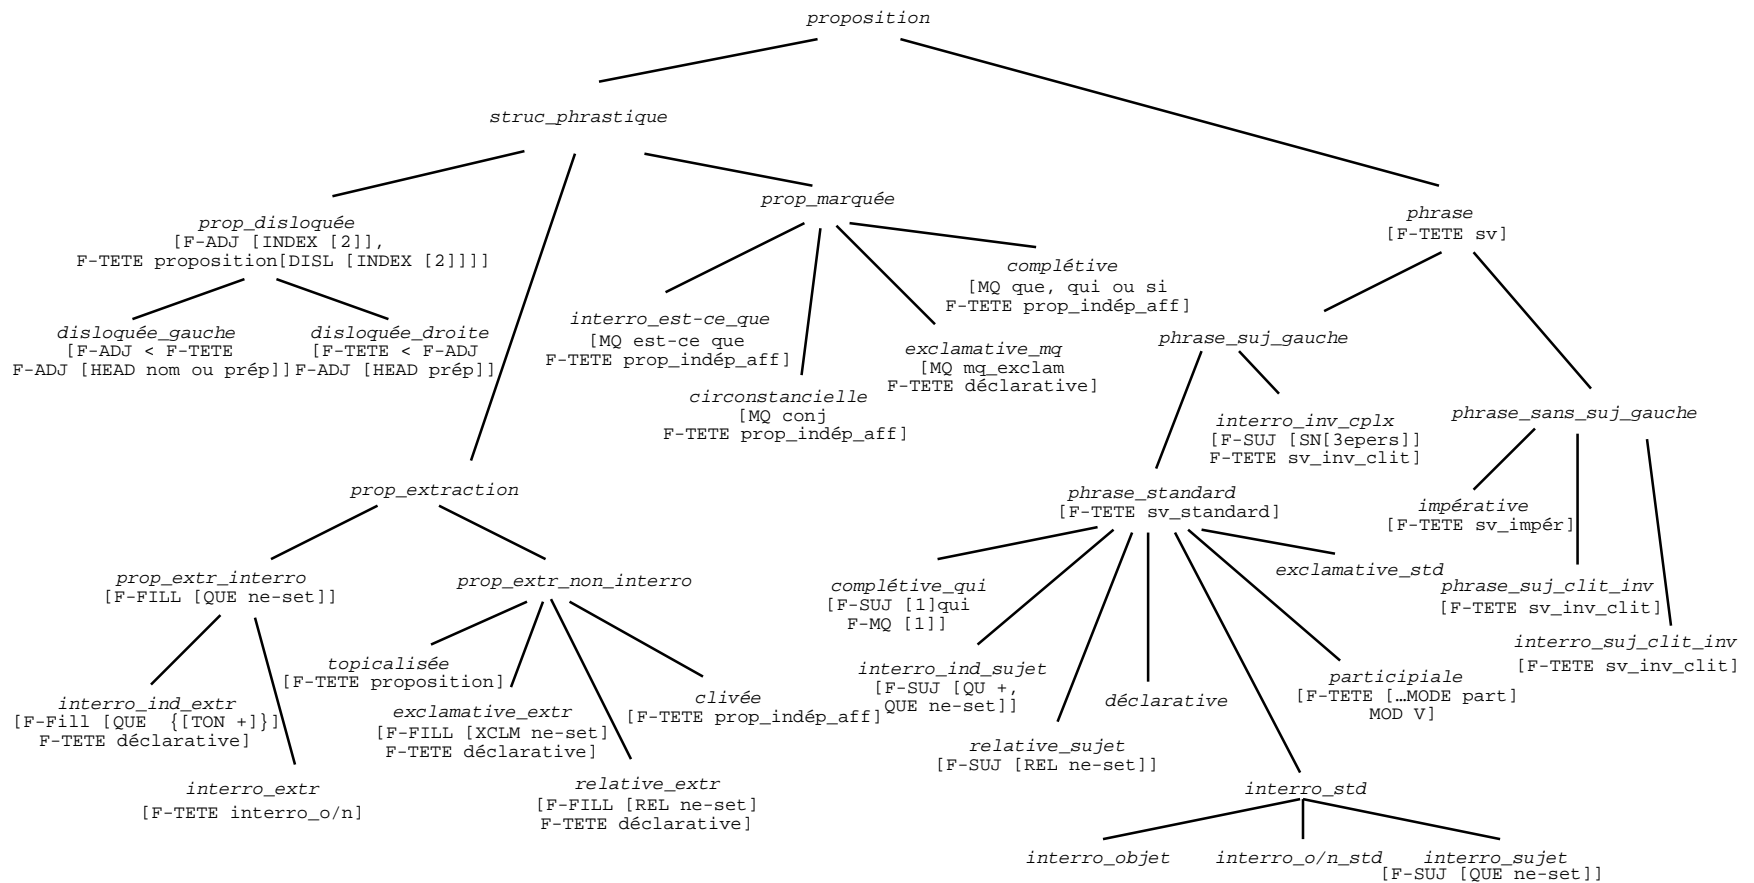 proposition
struc_phrastique
prop_disloquée
[F-ADJ [INDEX [2]],
F-TETE proposition[DISL [INDEX [2]]]]
disloquée_gauche
[F-ADJ < F-TETE
F-ADJ [HEAD nom ou prép]]
disloquée_droite
[F-TETE < F-ADJ
F-ADJ [HEAD prép]]
prop_marquée
interro_est-ce_que
[MQ est-ce que
F-TETE prop_indép_aff]
circonstancielle
[MQ conj
F-TETE prop_indép_aff]
exclamative_mq
[MQ mq_exclam
F-TETE déclarative]
complétive
[MQ que, qui ou si
F-TETE prop_indép_aff]
phrase
[F-TETE sv]
phrase_suj_gauche
interro_inv_cplx
[F-SUJ [SN[3epers]]
F-TETE sv_inv_clit]
phrase_sans_suj_gauche
impérative
[F-TETE sv_impér]
phrase_suj_clit_inv
[F-TETE sv_inv_clit]
interro_suj_clit_inv
[F-TETE sv_inv_clit]
prop_extraction
prop_extr_interro
[F-FILL [QUE ne-set]]
interro_ind_extr
[F-Fill [QUE  {[TON +]}]
F-TETE déclarative]
interro_extr
[F-TETE interro_o/n]
prop_extr_non_interro
topicalisée
[F-TETE proposition]
exclamative_extr
[F-FILL [XCLM ne-set]
F-TETE déclarative]
relative_extr
[F-FILL [REL ne-set]
F-TETE déclarative]
clivée
[F-TETE prop_indép_aff]
phrase_standard
[F-TETE sv_standard]
complétive_qui
[F-SUJ [1]qui
F-MQ [1]]
interro_ind_sujet
[F-SUJ [QU +,
QUE ne-set]]
relative_sujet
[F-SUJ [REL ne-set]]
déclarative
exclamative_std
participiale
[F-TETE […MODE part]
MOD V]
interro_std
interro_objet
interro_o/n_std
interro_sujet
[F-SUJ [QUE ne-set]]